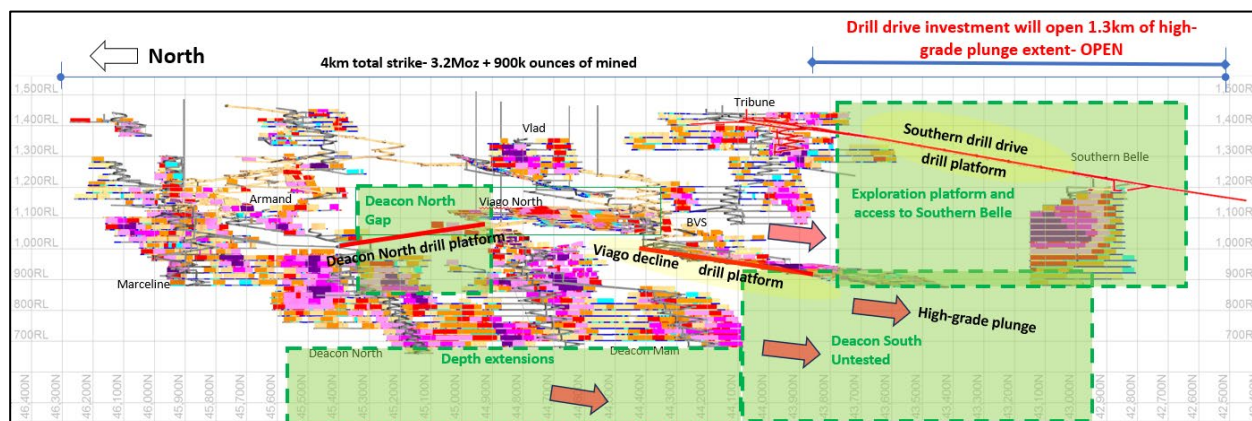 Drill drive investment will open 1.3km of high-
grade plunge extent- OPEN
North
4km total strike- 3.2Moz + 900k ounces of mined
1,500RL
1,500RL
Tribune
1,400RL
1,400RL
Vlad
Southern drill drive
drill platform
1,300RL
1,300RL
Southern Belle
1,200RL
1,200RL
Armand
Deacon North
Gap
Viago North
Exploration platform and
access to Southern Belle
1,100RL
1,100RL
BVS
Deacon North drill platform
1,000RL
1,000RL
Viago decline
drill platform
Marceline
900RL
900RL
800RL
800RL
High-grade plunge
700RL
700RL
Deacon North
Deacon Main
Depth extensions
Deacon South
Untested
46,400N
46,300N
46,200N
46,100N
46,000N
45,900N
45,800N
45,700N
45,600N
45,500N
45,400N
45,300N
45,200N
45,100N
45,000N
44,900N
44,800N
44,700N
44,600N
44,500N
44,400N
44,300N
44,200N
44,100N
44,000N
43,900N
43,800N
43,700N
43,600N
43,500N
43,400N
43,300N
43,200N
43,100N
43,000N
42,900N
42,800N
42,700N
42,600N
42,500N